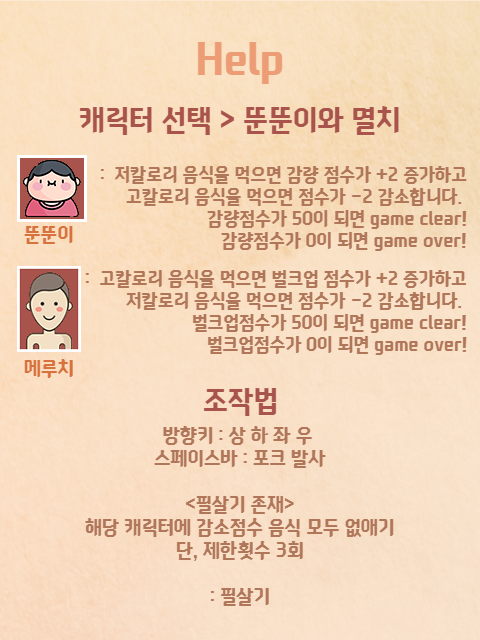 Help
캐릭터 선택 > 뚠뚠이와 멸치
: 저칼로리 음식을 먹으면 감량 점수가 +2 증가하고
고칼로리 음식을 먹으면 점수가 -2 감소합니다.
감량점수가 50이 되면 game clear!
감량점수가 0이 되면 game over!
뚠뚠이
: 고칼로리 음식을 먹으면 벌크업 점수가 +2 증가하고
저칼로리 음식을 먹으면 점수가 -2 감소합니다.
벌크업점수가 50이 되면 game clear!
벌크업점수가 0이 되면 game over!
메루치
조작법
방향키 : 상 하 좌 우
스페이스바 : 포크 발사
<필살기 존재>
해당 캐릭터에 감소점수 음식 모두 없애기
단, 제한횟수 3회
: 필살기